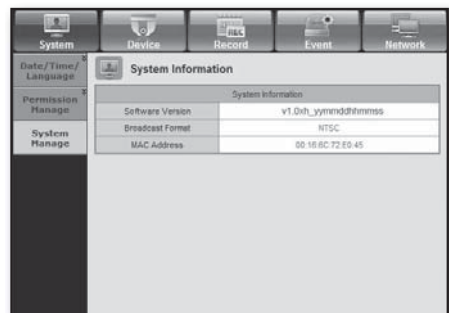 System Device Record Event Network
REC
Date/Time/
Language
Permission
Manage
System
Manage
System Information
System Information
Software Version v1.0xh_yymmddhhmmss
Broadcast Format NTSC
MAC Address 00:16:6C:72:E0:45